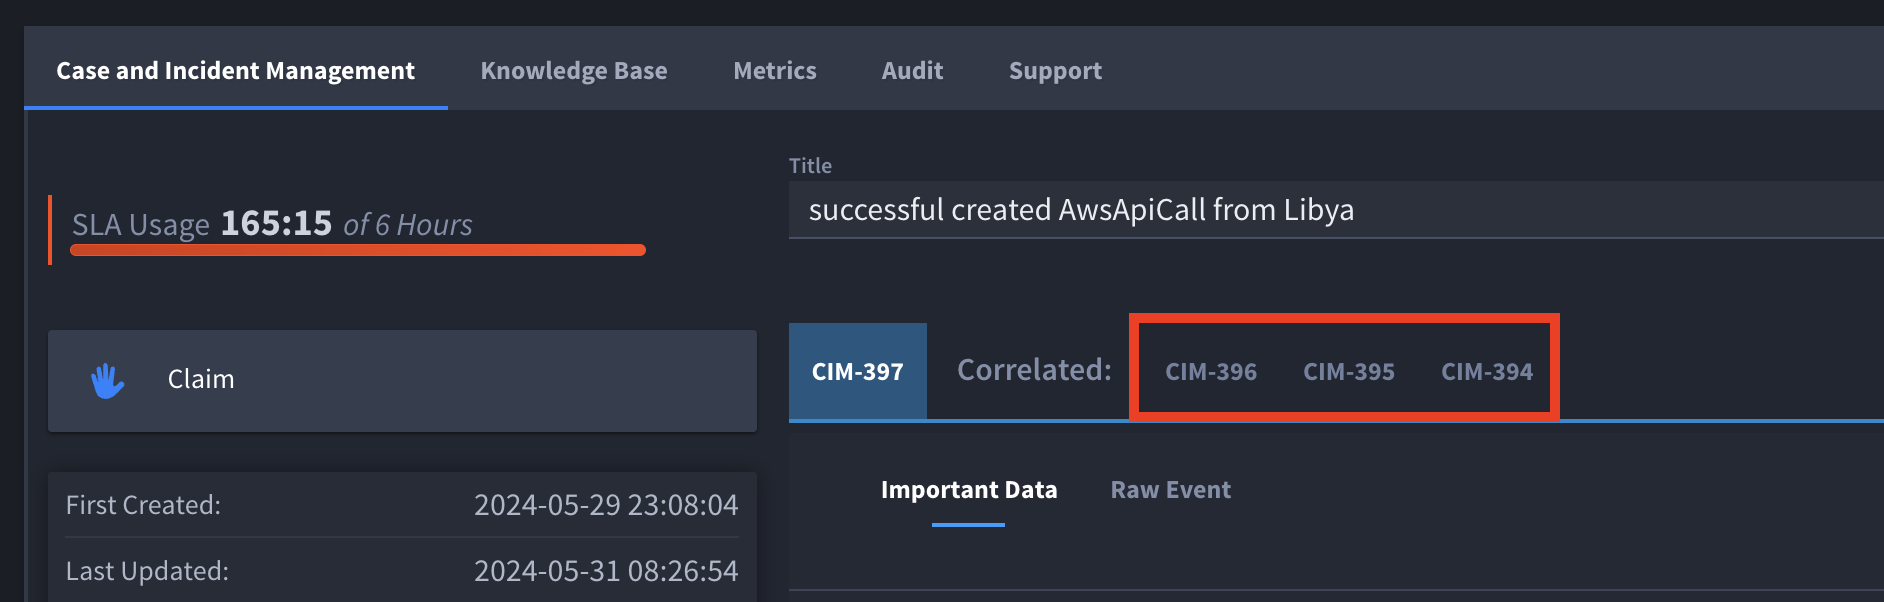 Case and Incident Management Knowledge Base Metrics Audit Support
Title
successful created AwsApiCall from Libya
SLA Usage 165:15 of 6 Hours
Claim
CIM-397 Correlated: CIM-396 CIM-395 CIM-394
Important Data Raw Event
First Created: 2024-05-29 23:08:04
Last Updated: 2024-05-31 08:26:54